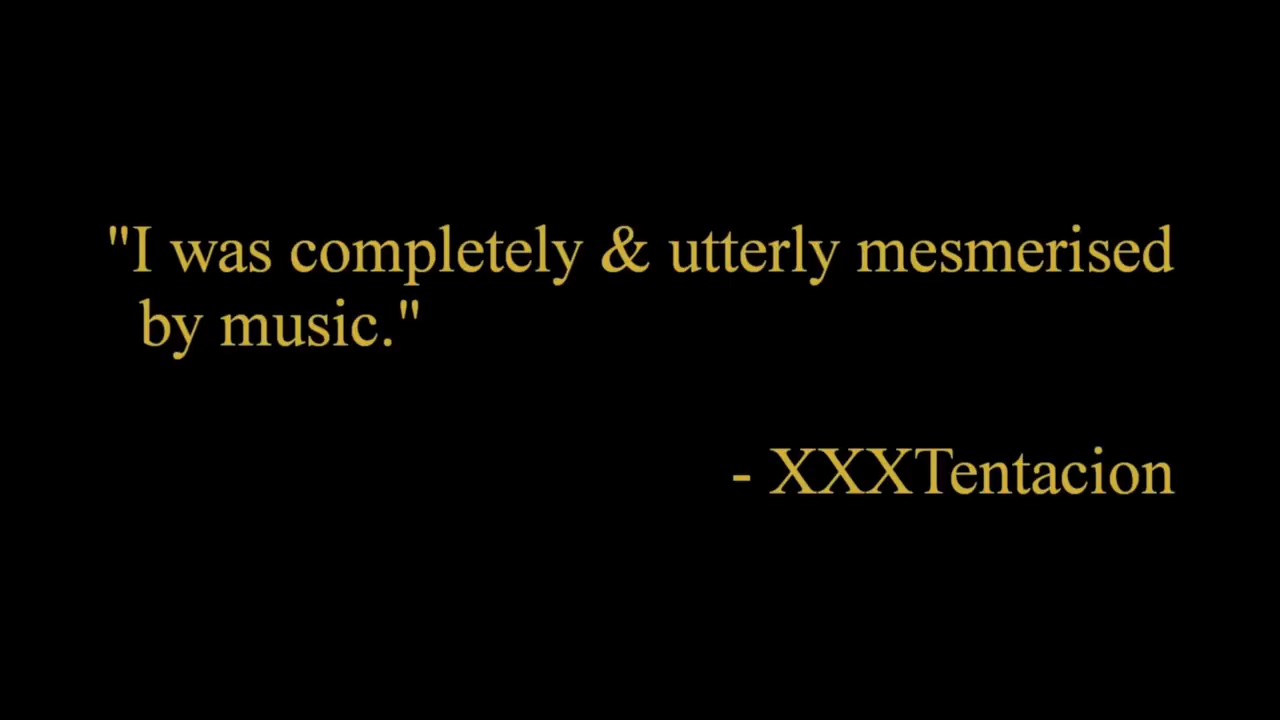 "I was completely & utterly mesmerised
by music."
- XXXTentacion